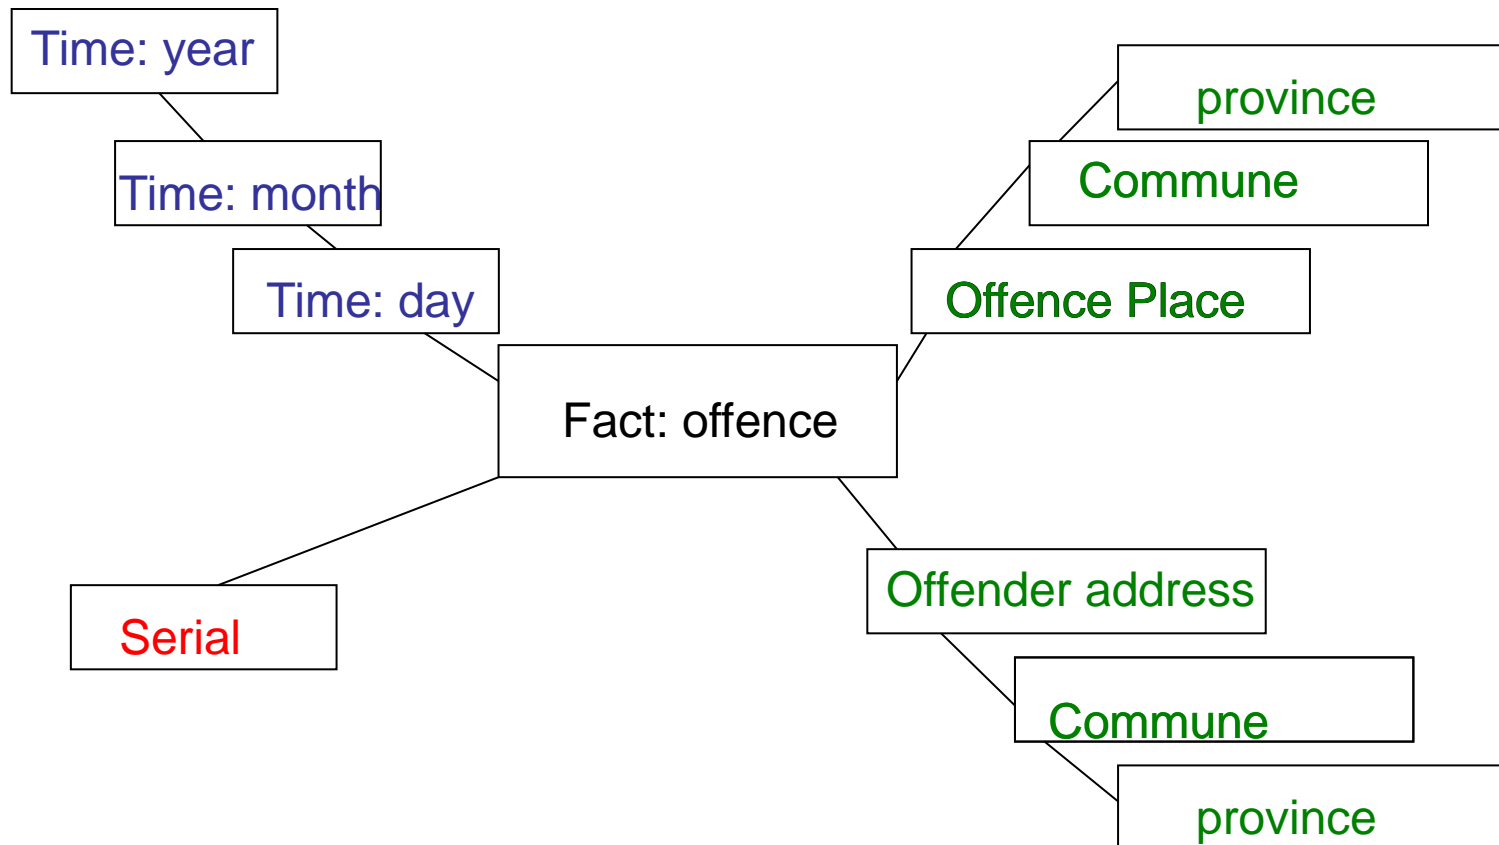 Time: year
province
Time: month
Commune
Time: day
Offence Place
Fact: offence
Offender address
Serial
Commune
province